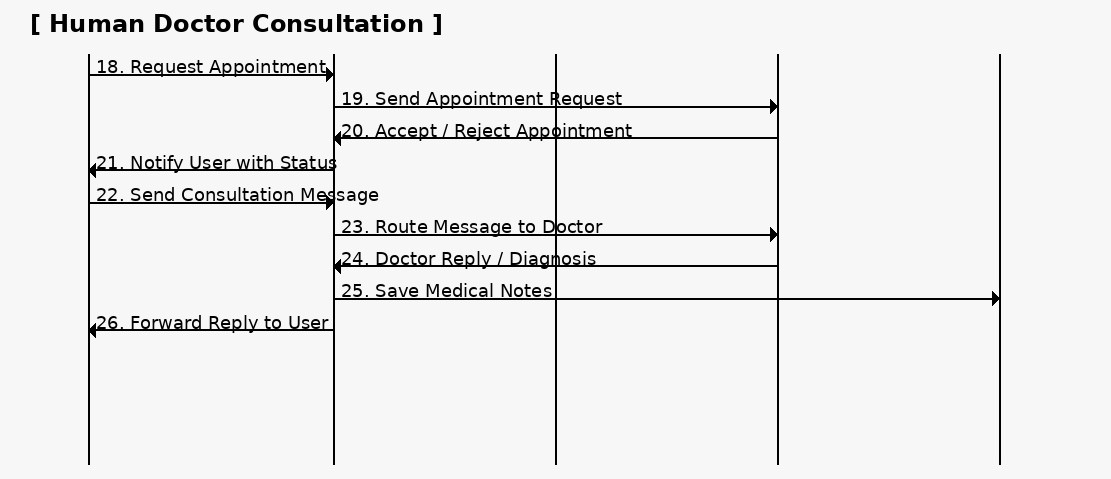 [ Human Doctor Consultation ]
18. Request Appointment
19. Send Appointment Request
20. Accept / Reject Appointment
21. Notify User with Status
22. Send Consultation Message
23. Route Message to Doctor
24. Doctor Reply / Diagnosis
25. Save Medical Notes
26. Forward Reply to User